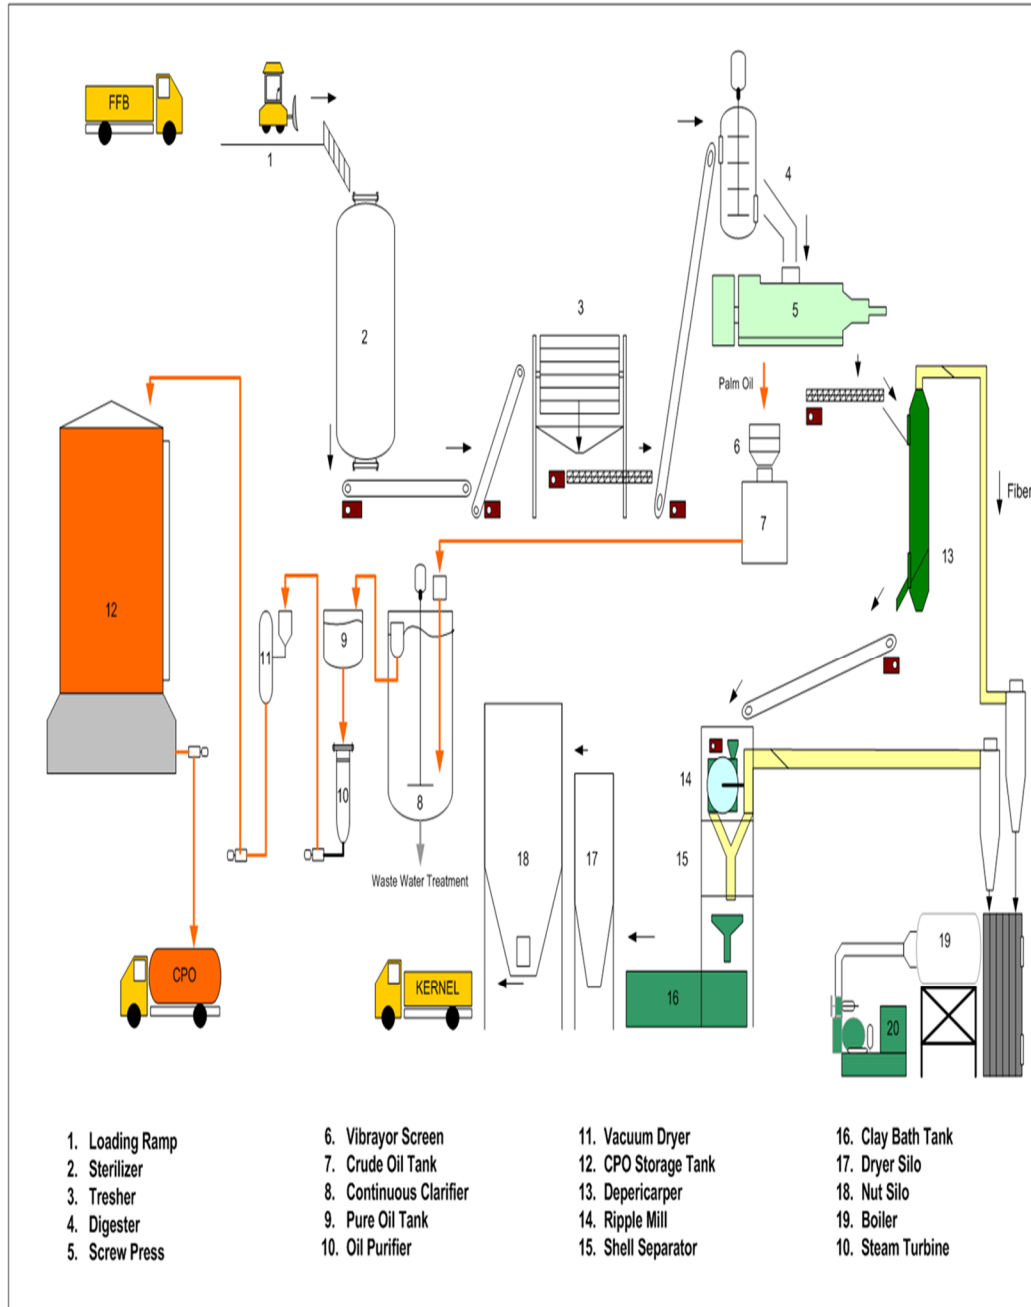 FFB
1
2
3
4
5
Palm Oil
6
7
Fiber
13
12
11
9
10
8
Waste Water Treatment
14
15
18
17
16
19
20
CPO
KERNEL
1. Loading Ramp
2. Sterilizer
3. Tresher
4. Digester
5. Screw Press
6. Vibrayor Screen
7. Crude Oil Tank
8. Continuous Clarifier
9. Pure Oil Tank
10. Oil Purifier
11. Vacuum Dryer
12. CPO Storage Tank
13. Depericarper
14. Ripple Mill
15. Shell Separator
16. Clay Bath Tank
17. Dryer Silo
18. Nut Silo
19. Boiler
10. Steam Turbine